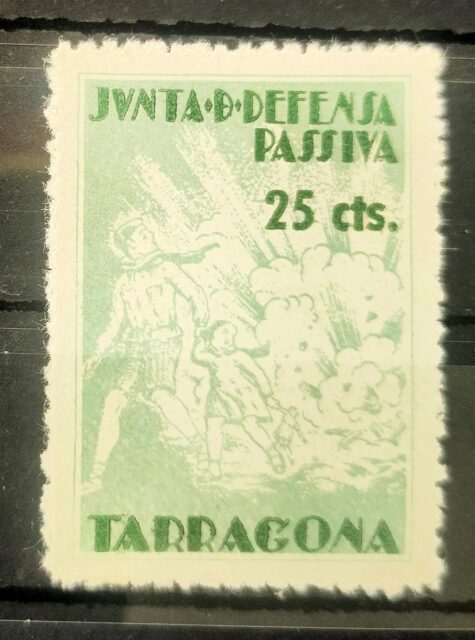 JVNTA·D·DEFENSA
PASSIVA
25 cts.
TARRAGONA